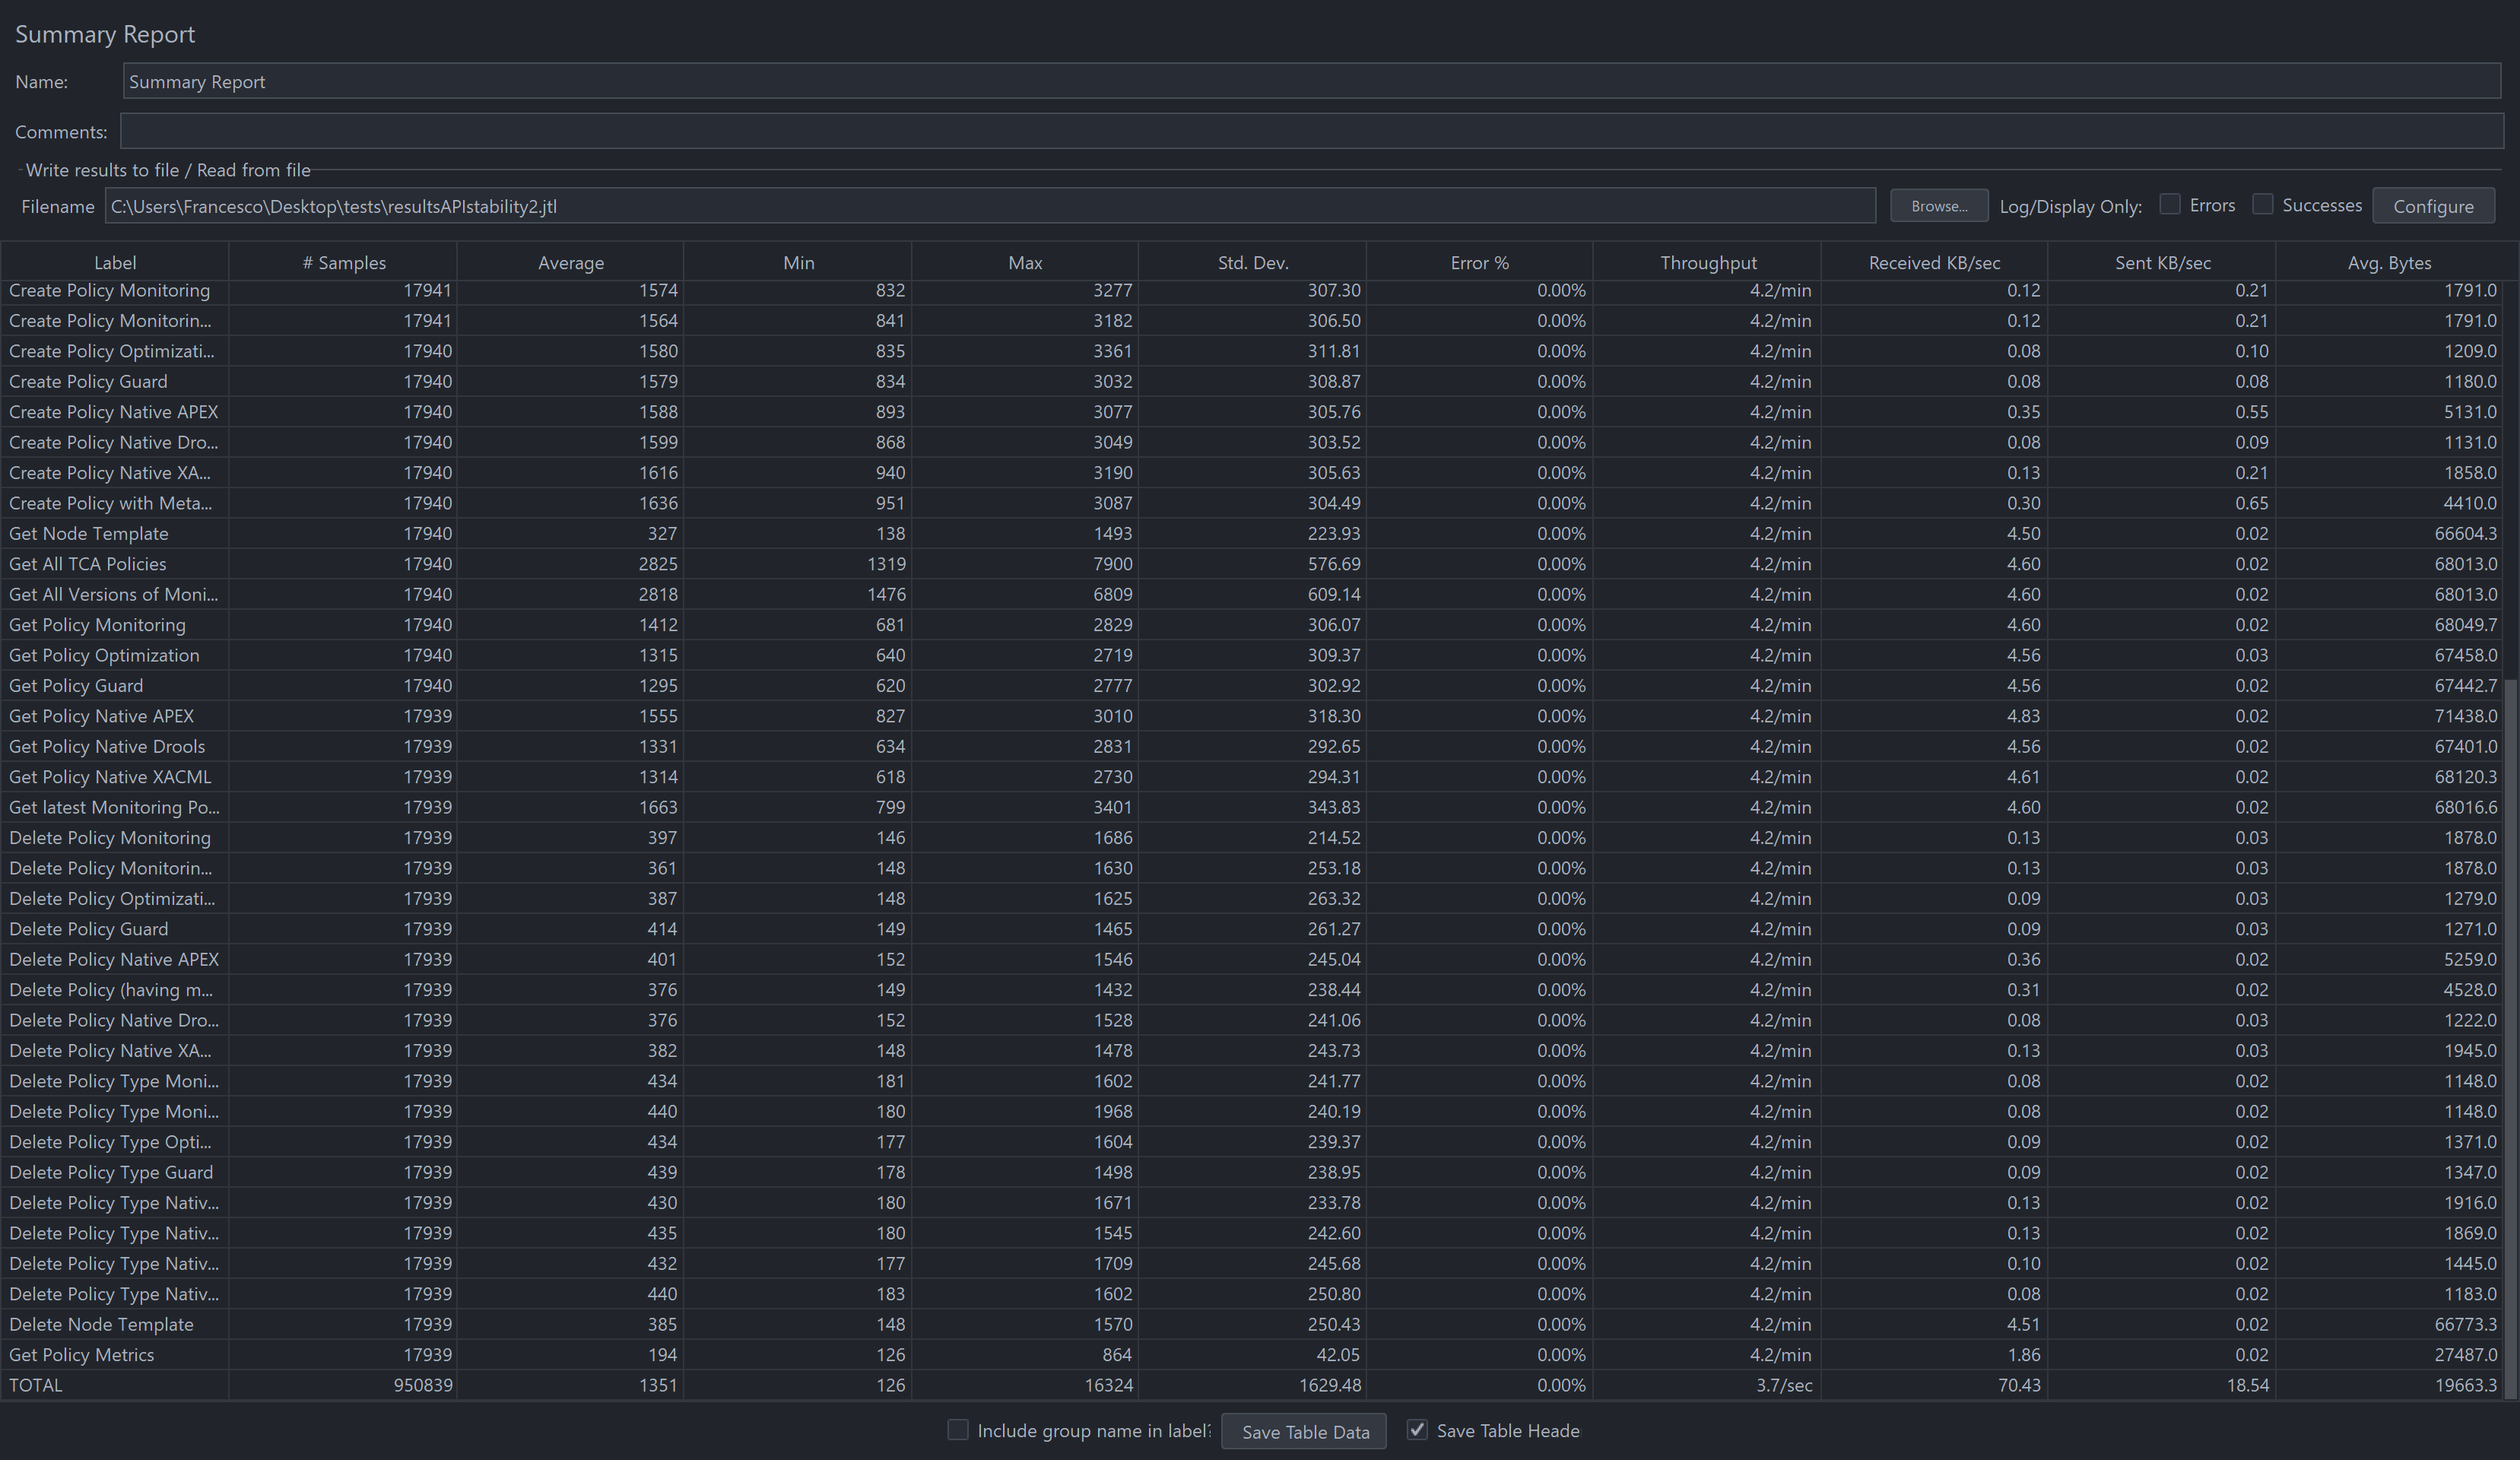 Summary Report
Name: Summary Report
Comments:
Write results to file / Read from file
Filename C:\Users\Francesco\Desktop\tests\resultsAPIstability2.jtl Browse... Log/Display Only: Errors Successes Configure
Label # Samples Average Min Max Std. Dev. Error % Throughput Received KB/sec Sent KB/sec Avg. Bytes
Create Policy Monitoring 17941 1574 832 3277 307.30 0.00% 4.2/min 0.12 0.21 1791.0
Create Policy Monitorin... 17941 1564 841 3182 306.50 0.00% 4.2/min 0.12 0.21 1791.0
Create Policy Optimizati... 17940 1580 835 3361 311.81 0.00% 4.2/min 0.08 0.10 1209.0
Create Policy Guard 17940 1579 834 3032 308.87 0.00% 4.2/min 0.08 0.08 1180.0
Create Policy Native APEX 17940 1588 893 3077 305.76 0.00% 4.2/min 0.35 0.55 5131.0
Create Policy Native Dro... 17940 1599 868 3049 303.52 0.00% 4.2/min 0.08 0.09 1131.0
Create Policy Native XA... 17940 1616 940 3190 305.63 0.00% 4.2/min 0.13 0.21 1858.0
Create Policy with Meta... 17940 1636 951 3087 304.49 0.00% 4.2/min 0.30 0.65 4410.0
Get Node Template 17940 327 138 1493 223.93 0.00% 4.2/min 4.50 0.02 66604.3
Get All TCA Policies 17940 2825 1319 7900 576.69 0.00% 4.2/min 4.60 0.02 68013.0
Get All Versions of Moni... 17940 2818 1476 6809 609.14 0.00% 4.2/min 4.60 0.02 68013.0
Get Policy Monitoring 17940 1412 681 2829 306.07 0.00% 4.2/min 4.60 0.02 68049.7
Get Policy Optimization 17940 1315 640 2719 309.37 0.00% 4.2/min 4.56 0.03 67458.0
Get Policy Guard 17940 1295 620 2777 302.92 0.00% 4.2/min 4.56 0.02 67442.7
Get Policy Native APEX 17939 1555 827 3010 318.30 0.00% 4.2/min 4.83 0.02 71438.0
Get Policy Native Drools 17939 1331 634 2831 292.65 0.00% 4.2/min 4.56 0.02 67401.0
Get Policy Native XACML 17939 1314 618 2730 294.31 0.00% 4.2/min 4.61 0.02 68120.3
Get latest Monitoring Po... 17939 1663 799 3401 343.83 0.00% 4.2/min 4.60 0.02 68016.6
Delete Policy Monitoring 17939 397 146 1686 214.52 0.00% 4.2/min 0.13 0.03 1878.0
Delete Policy Monitorin... 17939 361 148 1630 253.18 0.00% 4.2/min 0.13 0.03 1878.0
Delete Policy Optimizati... 17939 387 148 1625 263.32 0.00% 4.2/min 0.09 0.03 1279.0
Delete Policy Guard 17939 414 149 1465 261.27 0.00% 4.2/min 0.09 0.03 1271.0
Delete Policy Native APEX 17939 401 152 1546 245.04 0.00% 4.2/min 0.36 0.02 5259.0
Delete Policy (having m... 17939 376 149 1432 238.44 0.00% 4.2/min 0.31 0.02 4528.0
Delete Policy Native Dro... 17939 376 152 1528 241.06 0.00% 4.2/min 0.08 0.03 1222.0
Delete Policy Native XA... 17939 382 148 1478 243.73 0.00% 4.2/min 0.13 0.03 1945.0
Delete Policy Type Moni... 17939 434 181 1602 241.77 0.00% 4.2/min 0.08 0.02 1148.0
Delete Policy Type Moni... 17939 440 180 1968 240.19 0.00% 4.2/min 0.08 0.02 1148.0
Delete Policy Type Opti... 17939 434 177 1604 239.37 0.00% 4.2/min 0.09 0.02 1371.0
Delete Policy Type Guard 17939 439 178 1498 238.95 0.00% 4.2/min 0.09 0.02 1347.0
Delete Policy Type Nativ... 17939 430 180 1671 233.78 0.00% 4.2/min 0.13 0.02 1916.0
Delete Policy Type Nativ... 17939 435 180 1545 242.60 0.00% 4.2/min 0.13 0.02 1869.0
Delete Policy Type Nativ... 17939 432 177 1709 245.68 0.00% 4.2/min 0.10 0.02 1445.0
Delete Policy Type Nativ... 17939 440 183 1602 250.80 0.00% 4.2/min 0.08 0.02 1183.0
Delete Node Template 17939 385 148 1570 250.43 0.00% 4.2/min 4.51 0.02 66773.3
Get Policy Metrics 17939 194 126 864 42.05 0.00% 4.2/min 1.86 0.02 27487.0
TOTAL 950839 1351 126 16324 1629.48 0.00% 3.7/sec 70.43 18.54 19663.3
Include group name in label? Save Table Data Save Table Heade